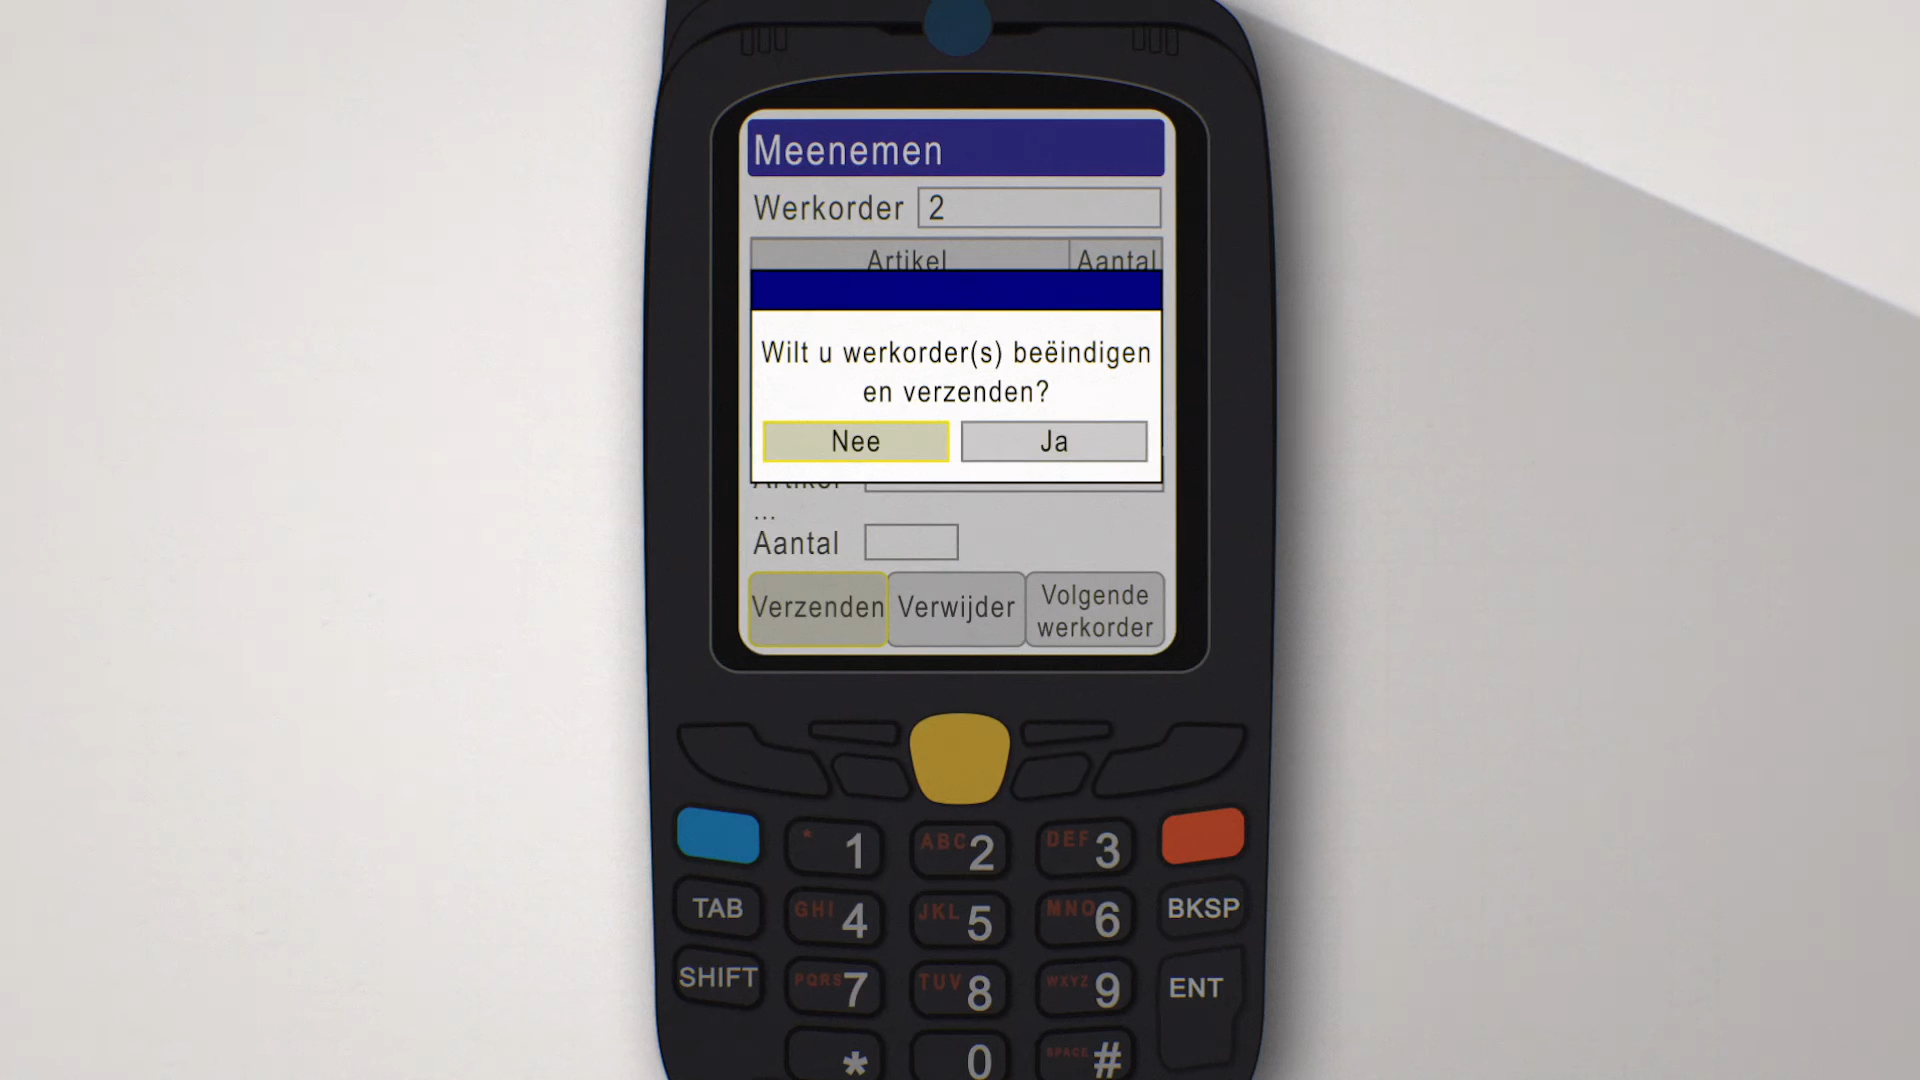 Meenemen
Werkorder 2
Artikel Aantal
Wilt u werkorder(s) beëindigen
en verzenden?
Nee Ja
Artikel
...
Aantal
Verzenden Verwijder Volgende
werkorder
* 1 ABC 2 DEF 3
TAB GHI 4 JKL 5 MNO 6 BKSP
SHIFT PQRS 7 TUV 8 WXYZ 9 ENT
* 0 SPACE #